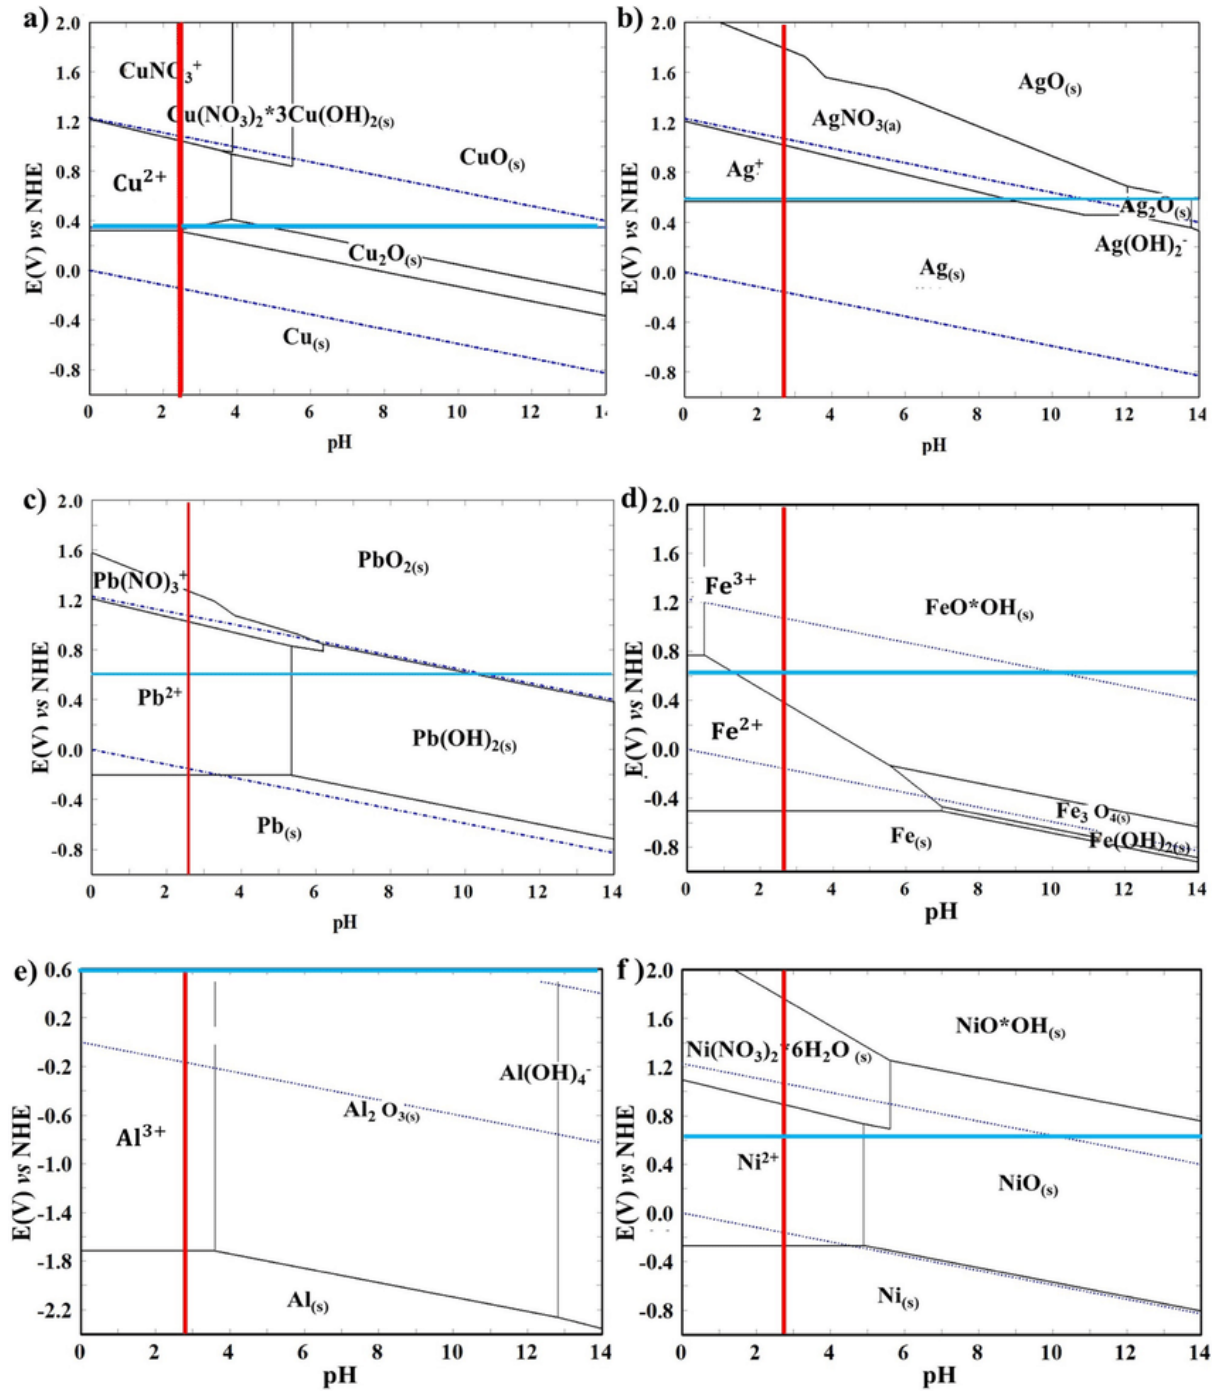 a)
2.0
1.6
1.2
0.8
0.4
0.0
-0.4
-0.8
E(V) vs NHE
CuNO₃⁺
Cu(NO₃)₂*3Cu(OH)₂₍ₛ₎
CuO₍ₛ₎
Cu²⁺
Cu₂O₍ₛ₎
Cu₍ₛ₎
0 2 4 6 8 10 12 14
pH
b)
2.0
1.6
1.2
0.8
0.4
0.0
-0.4
-0.8
E(V) vs NHE
AgO₍ₛ₎
AgNO₃₍ₐ₎
Ag⁺
Ag₂O₍ₛ₎
Ag(OH)₂⁻
Ag₍ₛ₎
0 2 4 6 8 10 12 14
pH
c)
2.0
1.6
1.2
0.8
0.4
0.0
-0.4
-0.8
E(V) vs NHE
PbO₂₍ₛ₎
Pb(NO)₃⁺
Pb²⁺
Pb(OH)₂₍ₛ₎
Pb₍ₛ₎
0 2 4 6 8 10 12 14
pH
d)
2.0
1.6
1.2
0.8
0.4
0.0
-0.4
-0.8
E(V) vs NHE
Fe³⁺
FeO*OH₍ₛ₎
Fe²⁺
Fe₃ O₄₍ₛ₎
Fe(OH)₂₍ₛ₎
Fe₍ₛ₎
0 2 4 6 8 10 12 14
pH
e)
0.6
0.2
-0.2
-0.6
-1.0
-1.4
-1.8
-2.2
E(V) vs NHE
Al(OH)₄⁻
Al₂ O₃₍ₛ₎
Al³⁺
Al₍ₛ₎
0 2 4 6 8 10 12 14
pH
f)
2.0
1.6
1.2
0.8
0.4
0.0
-0.4
-0.8
E(V) vs NHE
NiO*OH₍ₛ₎
Ni(NO₃)₂*6H₂O ₍ₛ₎
Ni²⁺
NiO₍ₛ₎
Ni₍ₛ₎
0 2 4 6 8 10 12 14
pH